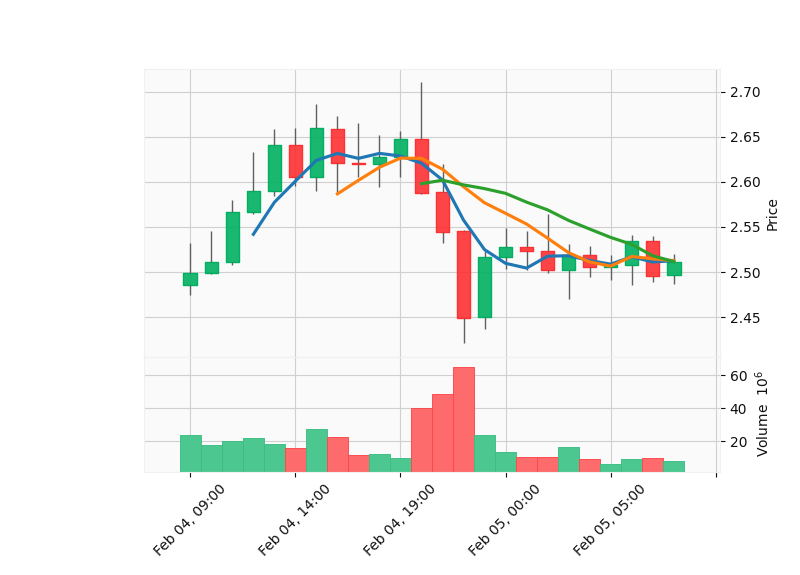 2.70
2.65
2.60
2.55
2.50
2.45
Price
60
40
20
Volume 10^6
Feb 04, 09:00
Feb 04, 14:00
Feb 04, 19:00
Feb 05, 00:00
Feb 05, 05:00